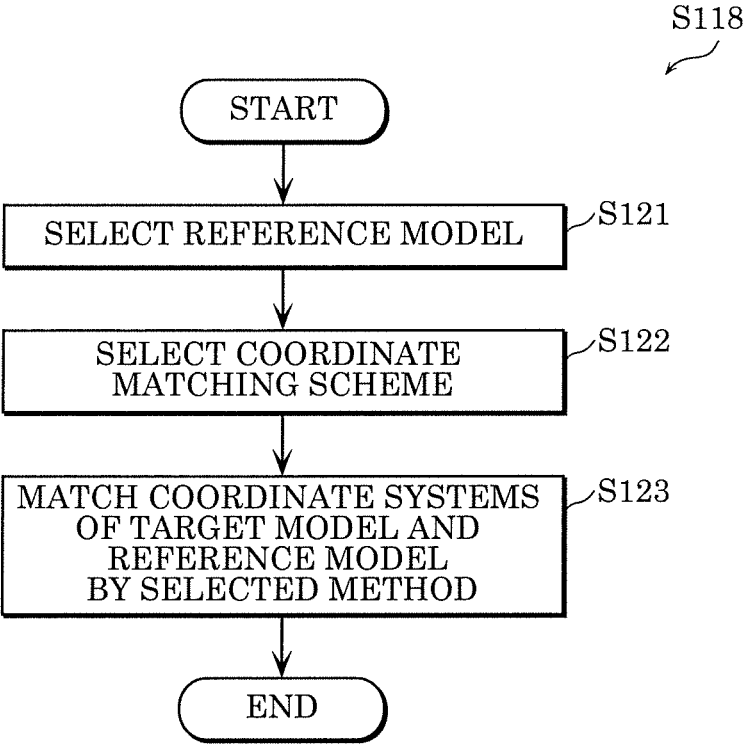 S118
START
SELECT REFERENCE MODEL
S121
SELECT COORDINATE
MATCHING SCHEME
S122
MATCH COORDINATE SYSTEMS
OF TARGET MODEL AND
REFERENCE MODEL
BY SELECTED METHOD
S123
END